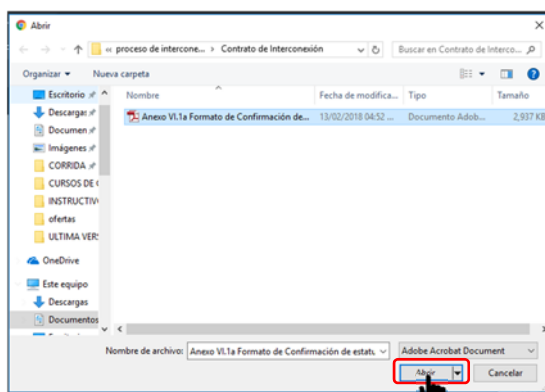 Abrir
« proceso de intercone... › Contrato de Interconexión
Buscar en Contrato de Interco...
Organizar
Nueva carpeta
Nombre
Fecha de modifica...
Tipo
Tamaño
Escritorio
Descargas
Documen
Imágenes
CORRIDA
CURSOS DE
INSTRUCTIV
ofertas
ULTIMA VER
OneDrive
Este equipo
Descargas
Documentos
Anexo VI.1a Formato de Confirmación de... 13/02/2018 04:52 ... Documento Adob... 2,937 KB
Nombre de archivo: Anexo VI.1a Formato de Confirmación de estatu
Adobe Acrobat Document
Abrir
Cancelar